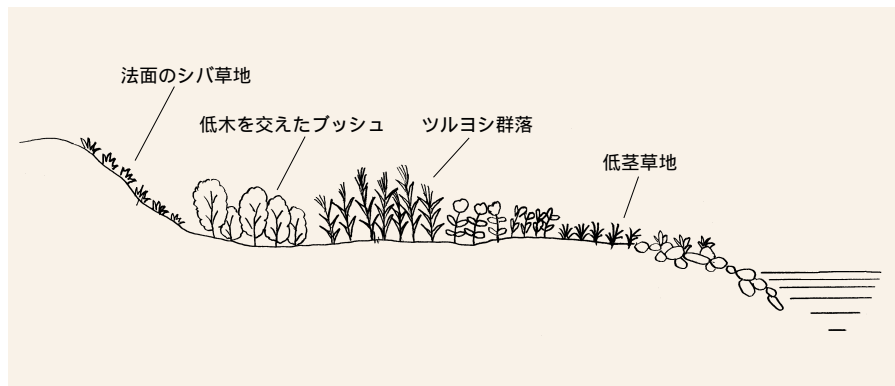 法面のシバ草地
低木を交えたブッシュ
ツルヨシ群落
低茎草地